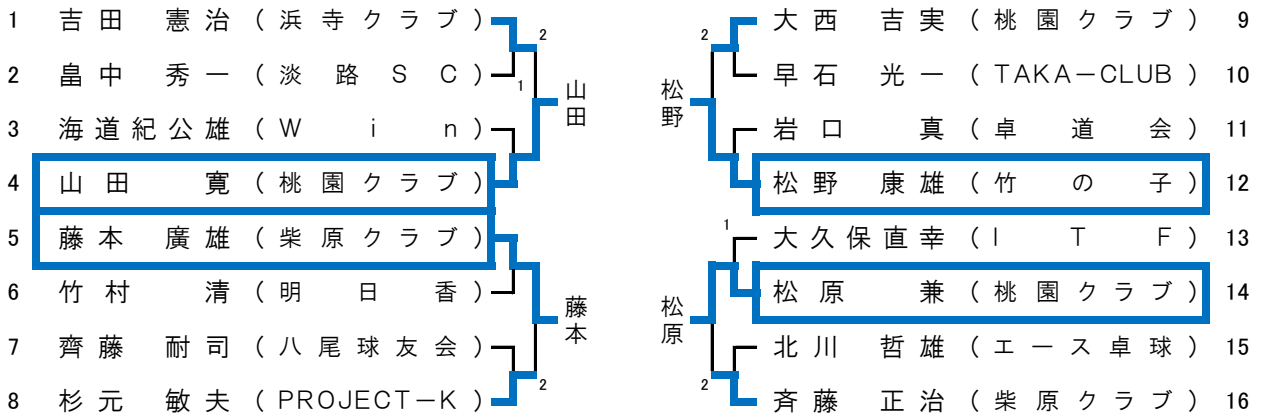 1 吉田 憲治 (浜寺クラブ)
2 畠中 秀一 (淡路SC)
3 海道紀公雄 (Win)
4 山田 寛 (桃園クラブ)
5 藤本 廣雄 (柴原クラブ)
6 竹村 清 (明日香)
7 齊藤 耐司 (八尾球友会)
8 杉元 敏夫 (PROJECT−K)
2
1
山田
藤本
2
2
松野
1
松原
2
大西 吉実 (桃園クラブ) 9
早石 光一 (TAKA−CLUB) 10
岩口 真 (卓道会) 11
松野 康雄 (竹の子) 12
大久保直幸 (ITF) 13
松原 兼 (桃園クラブ) 14
北川 哲雄 (エース卓球) 15
斉藤 正治 (柴原クラブ) 16